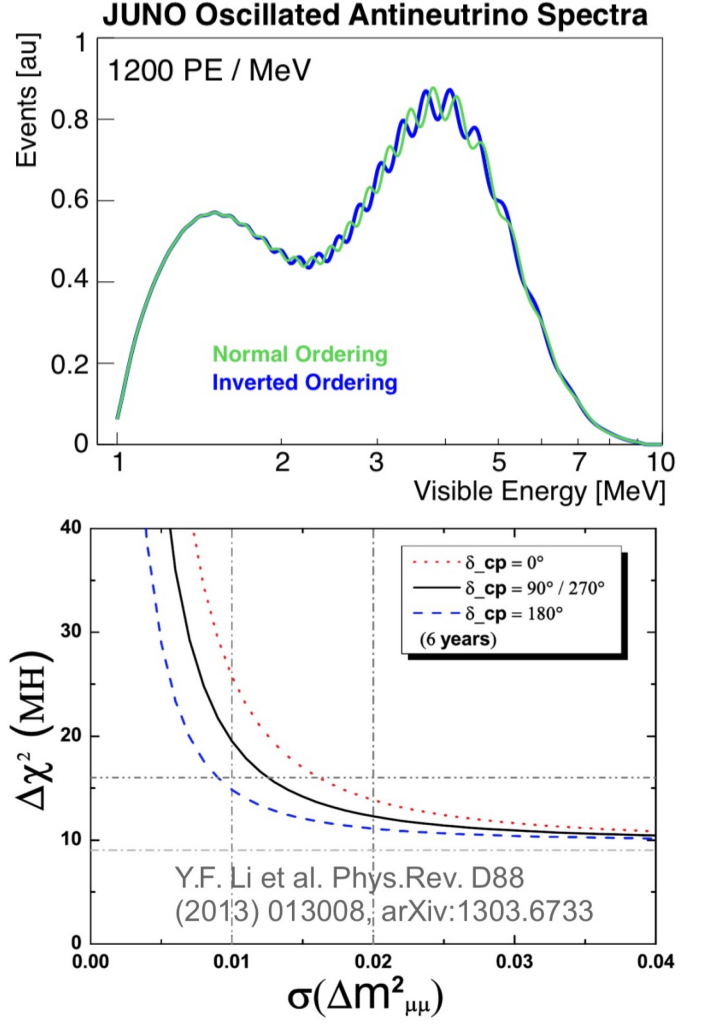 JUNO Oscillated Antineutrino Spectra
Events [au]
1200 PE / MeV
1
0.8
0.6
0.4
0.2
0
Normal Ordering
Inverted Ordering
1 2 3 5 7 10
Visible Energy [MeV]
Δχ² (MH)
40
30
20
10
0
δ_cp = 0°
δ_cp = 90° / 270°
δ_cp = 180°
(6 years)
Y.F. Li et al. Phys.Rev. D88
(2013) 013008, arXiv:1303.6733
0.00 0.01 0.02 0.03 0.04
σ(Δm²μμ)